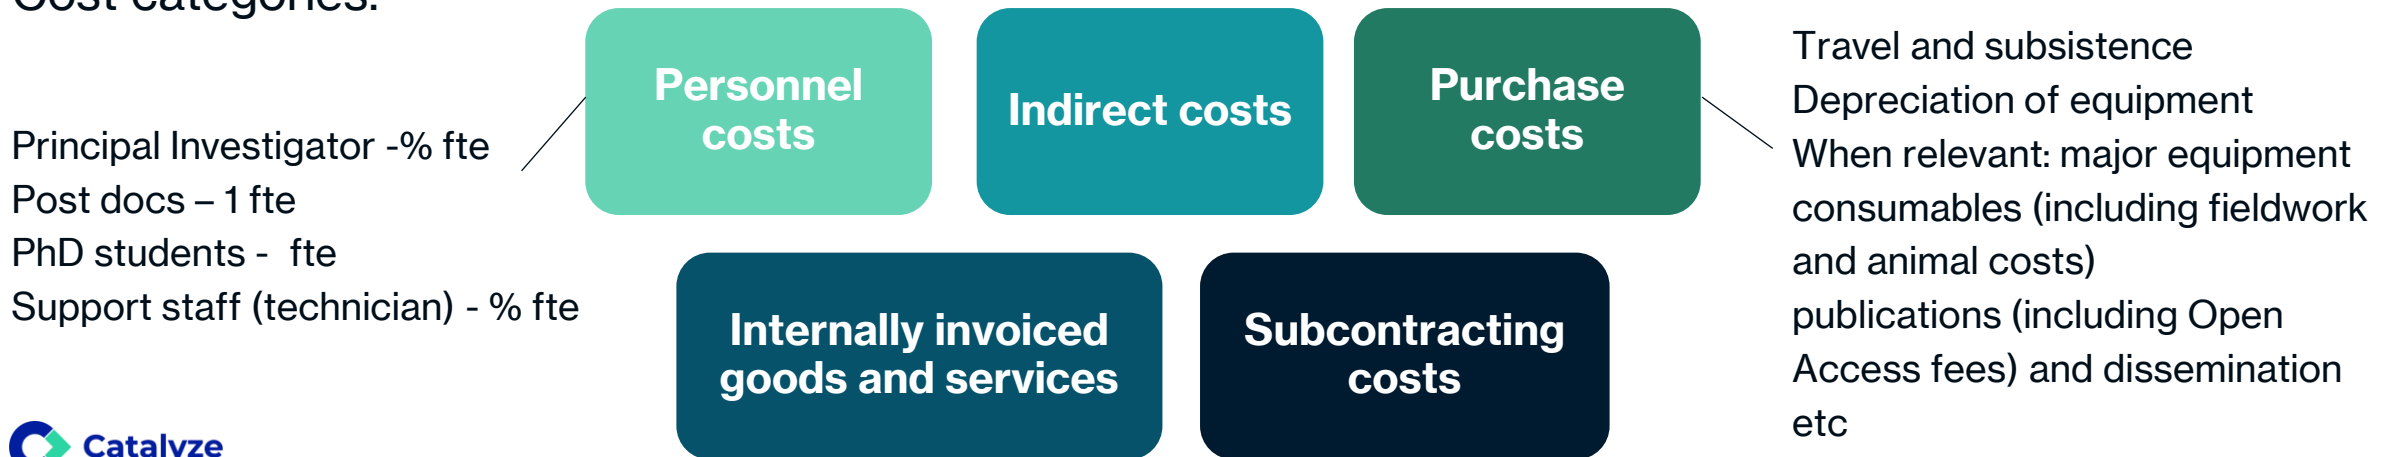 Cost categories:
Principal Investigator -% fte
Post docs – 1 fte
PhD students -  fte
Support staff (technician) - % fte
Personnel
costs
Indirect costs
Purchase
costs
Internally invoiced
goods and services
Subcontracting
costs
Travel and subsistence
Depreciation of equipment
When relevant: major equipment
consumables (including fieldwork
and animal costs)
publications (including Open
Access fees) and dissemination
etc
Catalyze